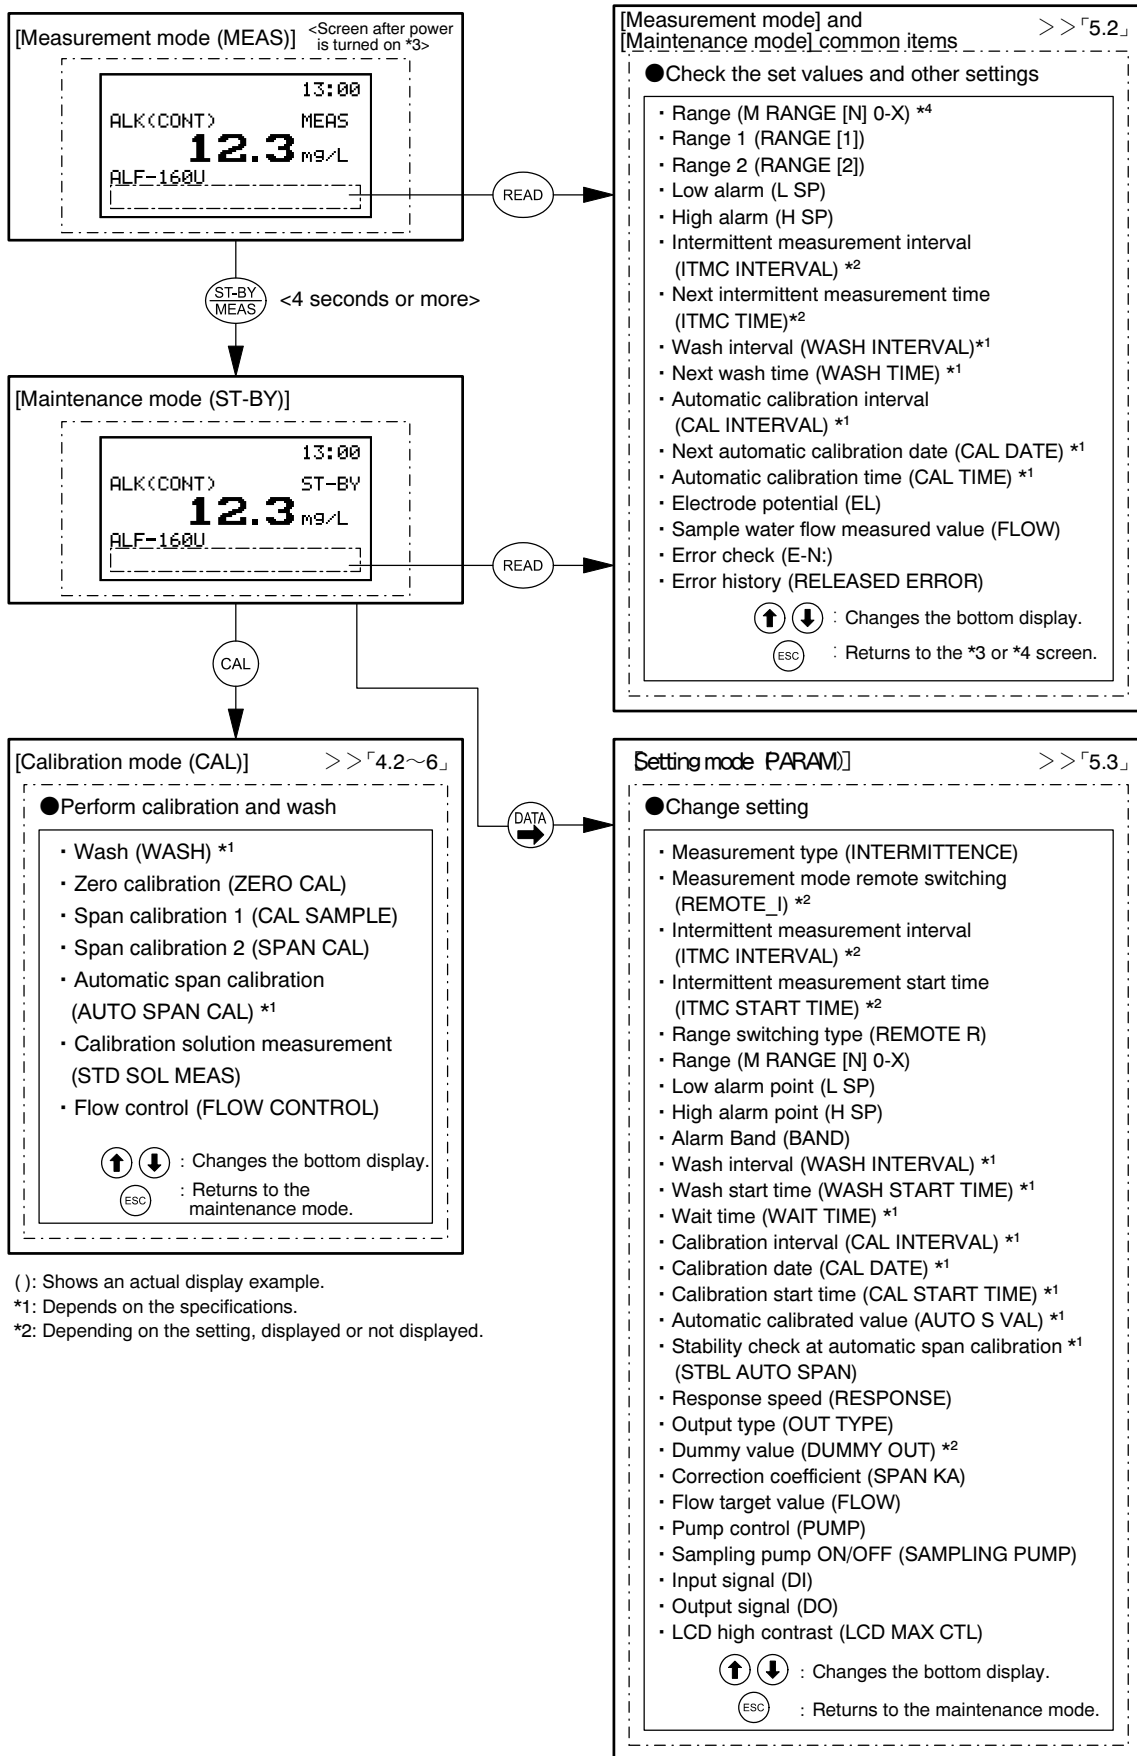 [Measurement mode (MEAS)]
<Screen after power
is turned on *3>
13:00
ALK(CONT) MEAS
12.3 mg/L
ALF-160U
READ
ST-BY
MEAS
<4 seconds or more>
[Maintenance mode (ST-BY)]
13:00
ALK(CONT) ST-BY
12.3 mg/L
ALF-160U
READ
CAL
[Calibration mode (CAL)] >>「4.2~6」
●Perform calibration and wash
・Wash (WASH) *1
・Zero calibration (ZERO CAL)
・Span calibration 1 (CAL SAMPLE)
・Span calibration 2 (SPAN CAL)
・Automatic span calibration
(AUTO SPAN CAL) *1
・Calibration solution measurement
(STD SOL MEAS)
・Flow control (FLOW CONTROL)
: Changes the bottom display.
ESC : Returns to the
maintenance mode.
( ): Shows an actual display example.
*1: Depends on the specifications.
*2: Depending on the setting, displayed or not displayed.
DATA
[Measurement mode] and
[Maintenance mode] common items >>「5.2」
●Check the set values and other settings
・Range (M RANGE [N] 0-X) *4
・Range 1 (RANGE [1])
・Range 2 (RANGE [2])
・Low alarm (L SP)
・High alarm (H SP)
・Intermittent measurement interval
(ITMC INTERVAL) *2
・Next intermittent measurement time
(ITMC TIME)*2
・Wash interval (WASH INTERVAL)*1
・Next wash time (WASH TIME) *1
・Automatic calibration interval
(CAL INTERVAL) *1
・Next automatic calibration date (CAL DATE) *1
・Automatic calibration time (CAL TIME) *1
・Electrode potential (EL)
・Sample water flow measured value (FLOW)
・Error check (E-N:)
・Error history (RELEASED ERROR)
: Changes the bottom display.
ESC : Returns to the *3 or *4 screen.
[Setting mode (PARAM)] >>「5.3」
●Change setting
・Measurement type (INTERMITTENCE)
・Measurement mode remote switching
(REMOTE_I) *2
・Intermittent measurement interval
(ITMC INTERVAL) *2
・Intermittent measurement start time
(ITMC START TIME) *2
・Range switching type (REMOTE R)
・Range (M RANGE [N] 0-X)
・Low alarm point (L SP)
・High alarm point (H SP)
・Alarm Band (BAND)
・Wash interval (WASH INTERVAL) *1
・Wash start time (WASH START TIME) *1
・Wait time (WAIT TIME) *1
・Calibration interval (CAL INTERVAL) *1
・Calibration date (CAL DATE) *1
・Calibration start time (CAL START TIME) *1
・Automatic calibrated value (AUTO S VAL) *1
・Stability check at automatic span calibration *1
(STBL AUTO SPAN)
・Response speed (RESPONSE)
・Output type (OUT TYPE)
・Dummy value (DUMMY OUT) *2
・Correction coefficient (SPAN KA)
・Flow target value (FLOW)
・Pump control (PUMP)
・Sampling pump ON/OFF (SAMPLING PUMP)
・Input signal (DI)
・Output signal (DO)
・LCD high contrast (LCD MAX CTL)
: Changes the bottom display.
ESC : Returns to the maintenance mode.